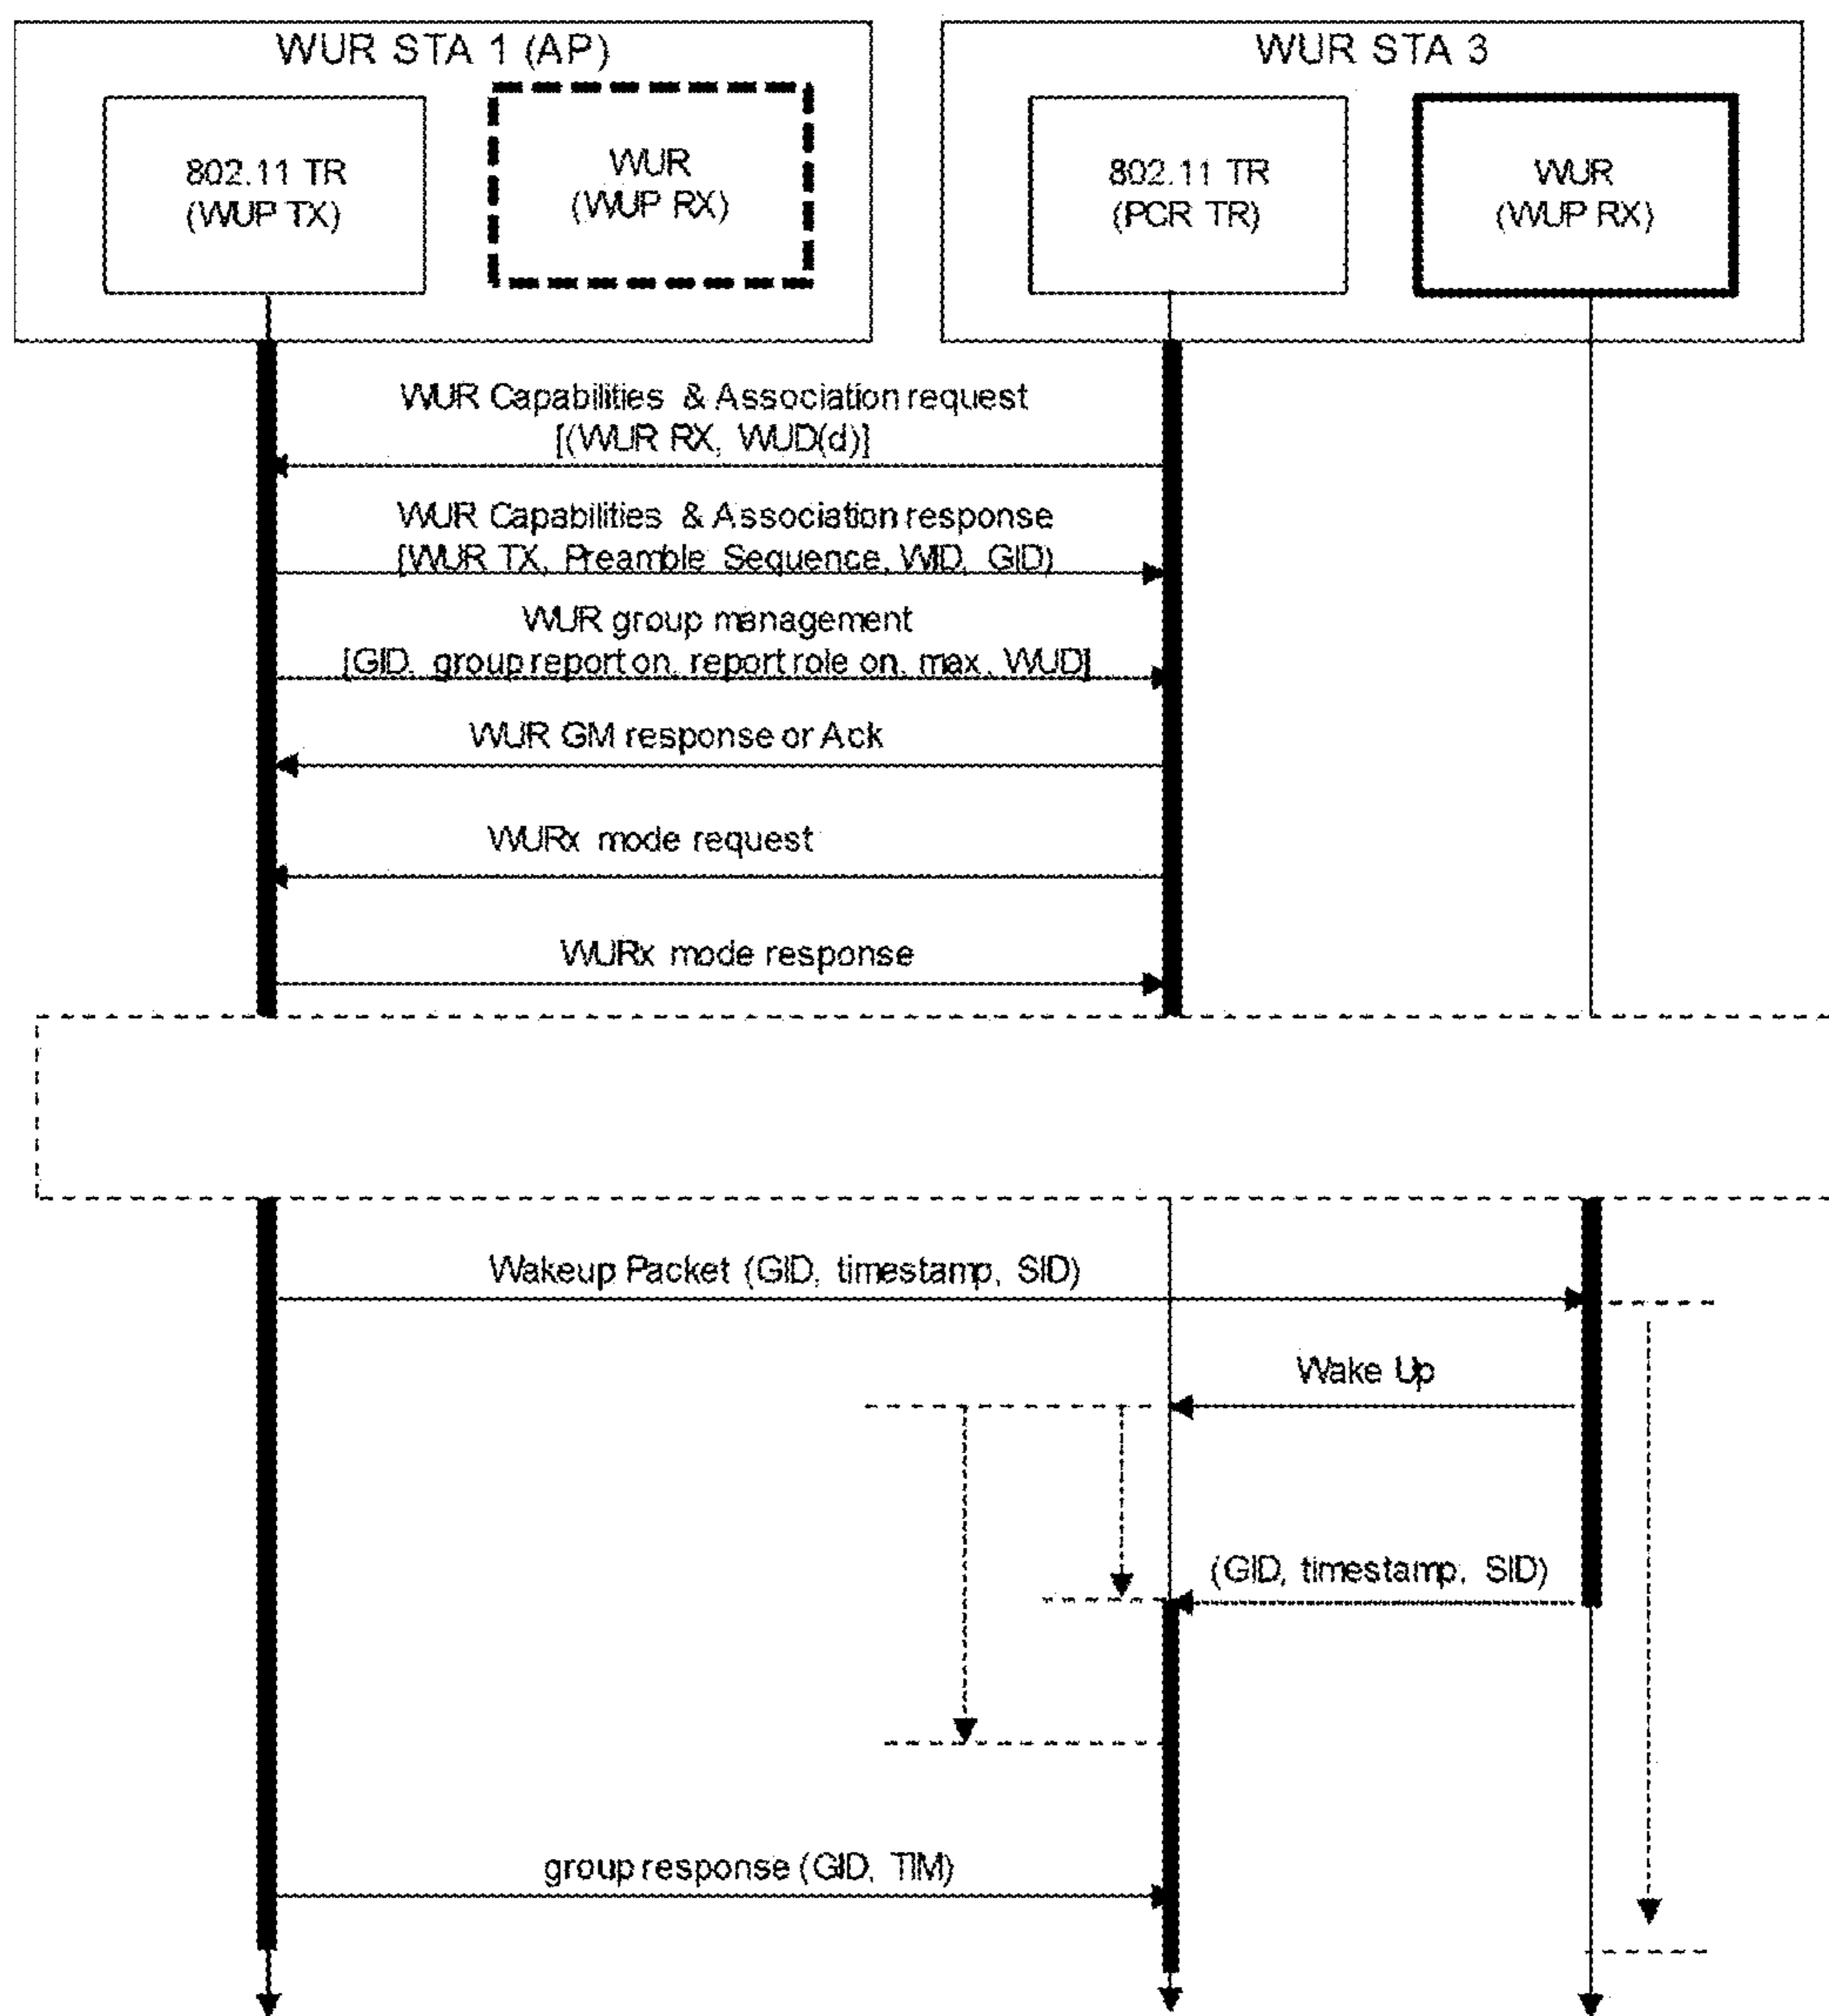 WUR STA 1 (AP)
WUR STA 3
802.11 TR
(WUP TX)
WUR
(WUP RX)
802.11 TR
(PCR TR)
WUR
(WUP RX)
WUR Capabilities & Association request
[(WUR RX, WUD(d)]
WUR Capabilities & Association response
[WUR TX, Preamble Sequence, WID, GID)
WUR group management
[GID, group report on, report role on, max, WUD]
WUR GM response or Ack
WURx mode request
WURx mode response
Wakeup Packet (GID, timestamp, SID)
Wake Up
(GID, timestamp, SID)
group response (GID, TIM)